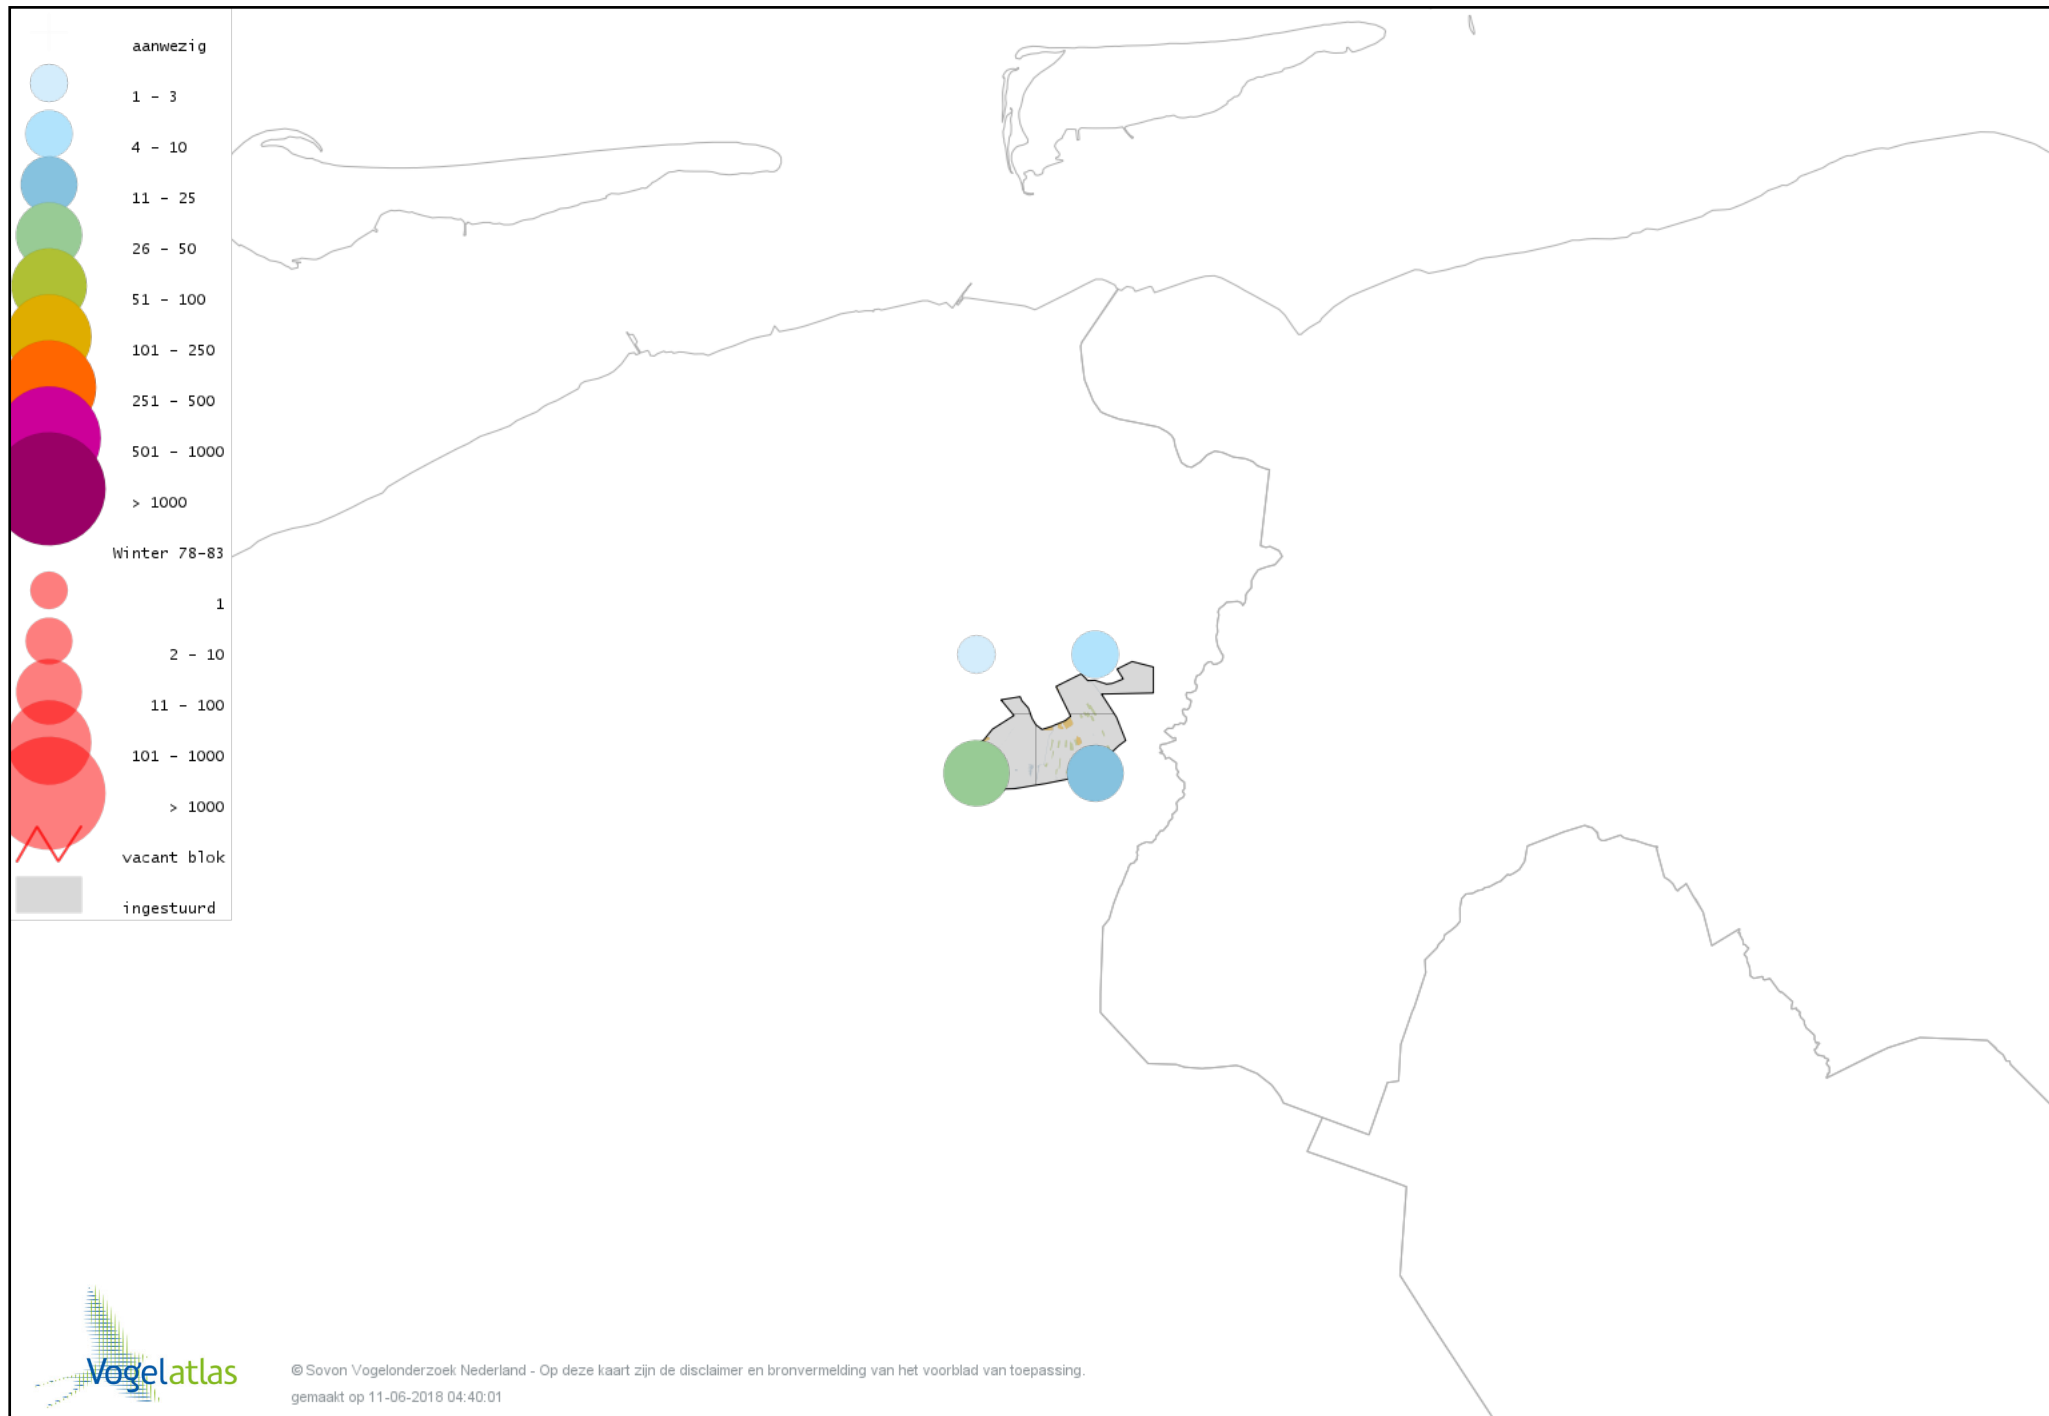 aanwezig
1 - 3
4 - 10
11 - 25
26 - 50
51 - 100
101 - 250
251 - 500
501 - 1000
> 1000
Winter 78-83
1
2 - 10
11 - 100
101 - 1000
> 1000
vacant blok
ingestuurd
Vogelatlas
© Sovon Vogelonderzoek Nederland - Op deze kaart zijn de disclaimer en bronvermelding van het voorblad van toepassing.
gemaakt op 11-06-2018 04:40:01